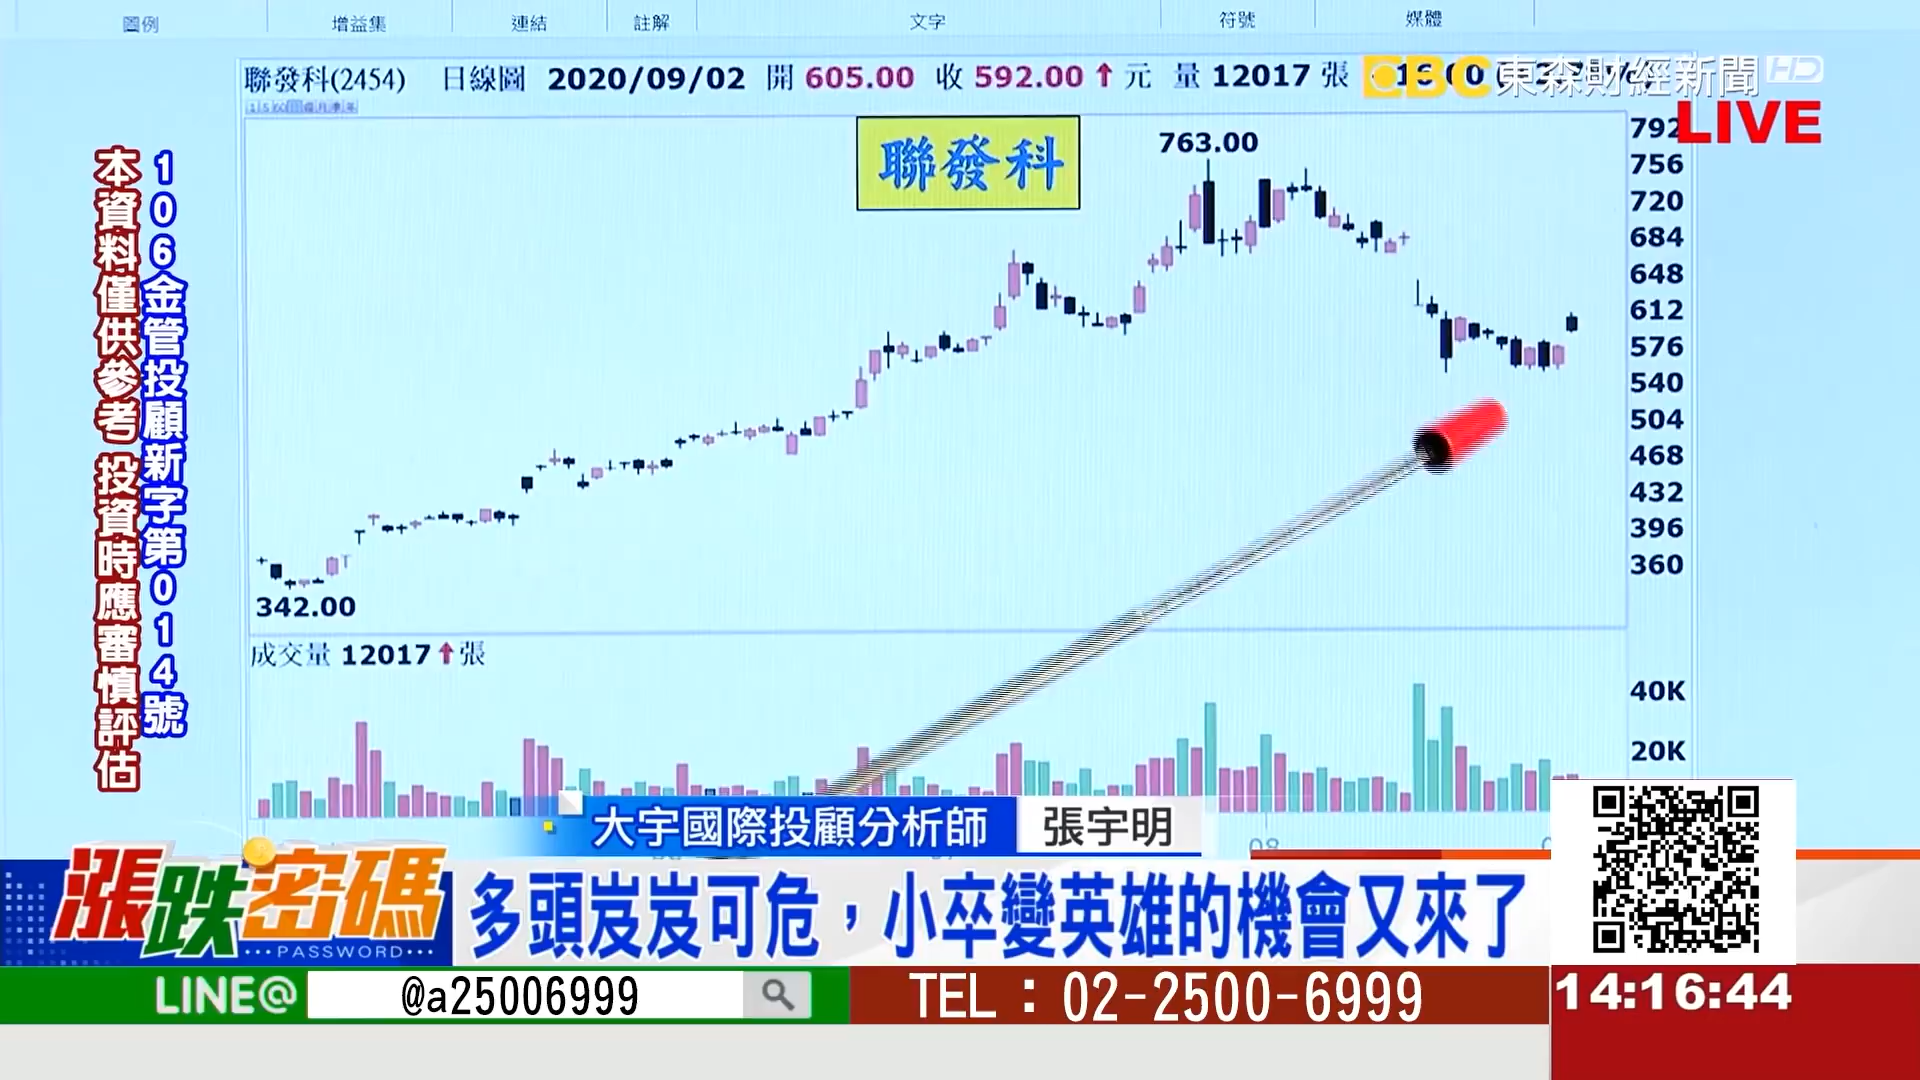 圖例 增益集 連結 註解 文字 符號 媒體
聯發科(2454) 日線圖 2020/09/02 開 605.00 收 592.00 ↑ 元 量 12017 張
EBC 東森財經新聞 HD
LIVE
聯發科
763.00
342.00
792
756
720
684
648
612
576
540
504
468
432
396
360
成交量 12017 ↑ 張
40K
20K
08
106金管投顧新字第014號
本資料僅供參考 投資時應審慎評估
大宇國際投顧分析師 張宇明
漲跌密碼
PASSWORD
多頭岌岌可危，小卒變英雄的機會又來了
LINE@ @a25006999
TEL：02-2500-6999
14:16:44